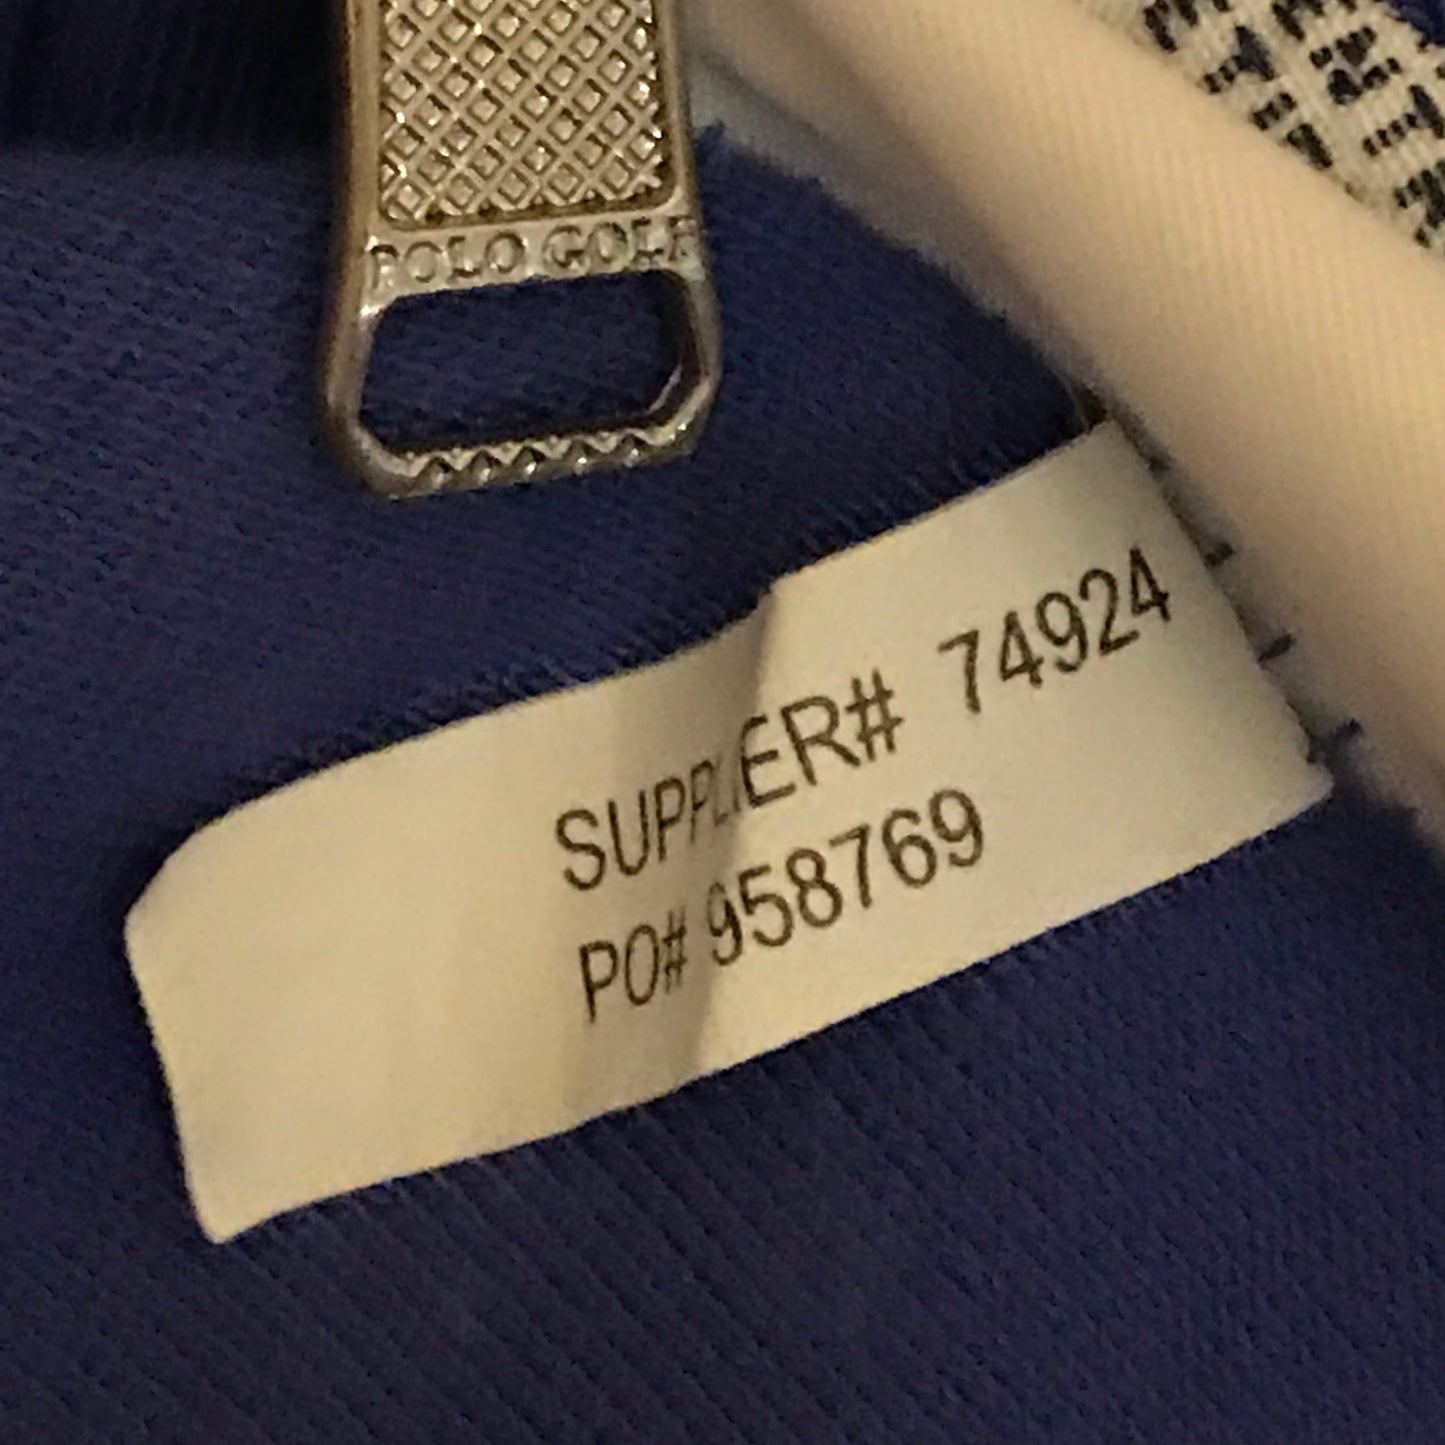 POLO GOLF
SUPPLIER# 74924
PO# 958769